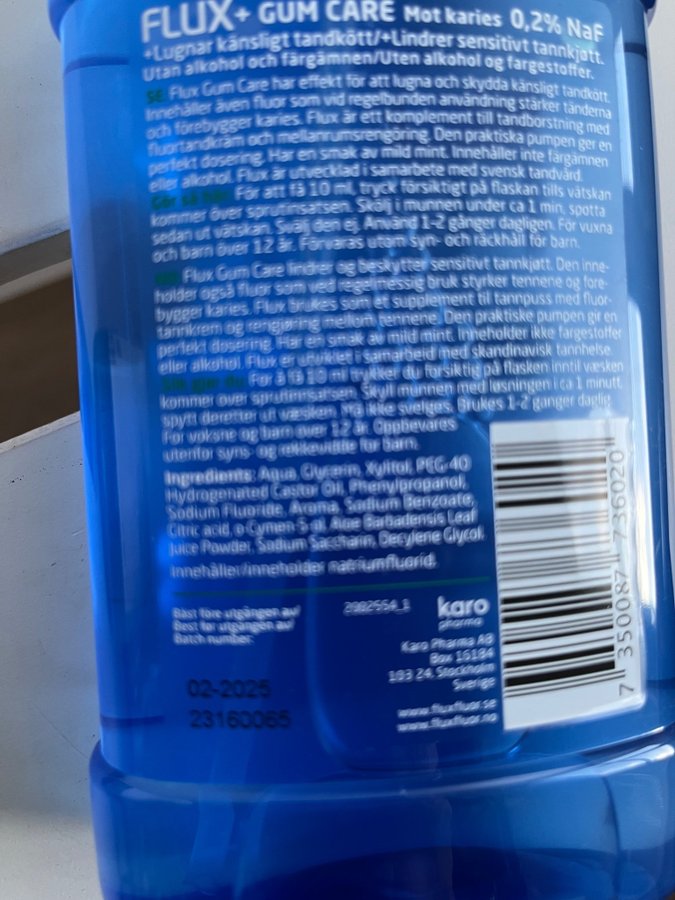 FLUX+ GUM CARE Mot karies 0,2% NaF
+Lugnar känsligt tandkött/+Lindrer sensitivt tannkjøtt.
Utan alkohol och färgämnen/Uten alkohol og fargestoffer.
SE: Flux Gum Care har effekt för att lugna och skydda känsligt tandkött.
Innehåller även fluor som vid regelbunden användning stärker tänderna
och förebygger karies. Flux är ett komplement till tandborstning med
fluortandkräm och mellanrumsrengöring. Den praktiska pumpen ger en
perfekt dosering. Har en smak av mild mint. Innehåller inte färgämnen
eller alkohol. Flux är utvecklad i samarbete med svensk tandvård.
Gör så här: För att få 10 ml, tryck försiktigt på flaskan tills vätskan
kommer över sprutinsatsen. Skölj i munnen under ca 1 min, spotta
sedan ut vätskan. Svälj den ej. Använd 1-2 gånger dagligen. För vuxna
och barn över 12 år. Förvaras utom syn- och räckhåll för barn.
NO: Flux Gum Care lindrer og beskytter sensitivt tannkjøtt. Den inne-
holder også fluor som ved regelmessig bruk styrker tennene og fore-
bygger karies. Flux brukes som et supplement til tannpuss med fluor-
tannkrem og rengjøring mellom tennene. Den praktiske pumpen gir en
perfekt dosering. Har en smak av mild mint. Inneholder ikke fargestoffer
eller alkohol. Flux er utviklet i samarbeid med skandinavisk tannhelse.
Slik gjør du: For å få 10 ml trykker du forsiktig på flasken inntil væsken
kommer over sprutinnsatsen. Skyll munnen med løsningen i ca 1 minutt,
spytt deretter ut væsken. Må ikke svelges. Brukes 1-2 ganger daglig.
For voksne og barn over 12 år. Oppbevares
utenfor syns- og rekkevidde for barn.
Ingredients: Aqua, Glycerin, Xylitol, PEG-40
Hydrogenated Castor Oil, Phenylpropanol,
Sodium Fluoride, Aroma, Sodium Benzoate,
Citric acid, o-Cymen-5-ol, Aloe Barbadensis Leaf
Juice Powder, Sodium Saccharin, Decylene Glycol.
Innehåller/inneholder natriumfluorid.
Bäst före utgången av/
Best før utgangen av/
Batch number:
2002554_1
karo
pharma
Karo Pharma AB
Box 16184
103 24 Stockholm
Sverige
www.fluxfluor.se
www.fluxfluor.no
02-2025
23160065
7 350087 736020